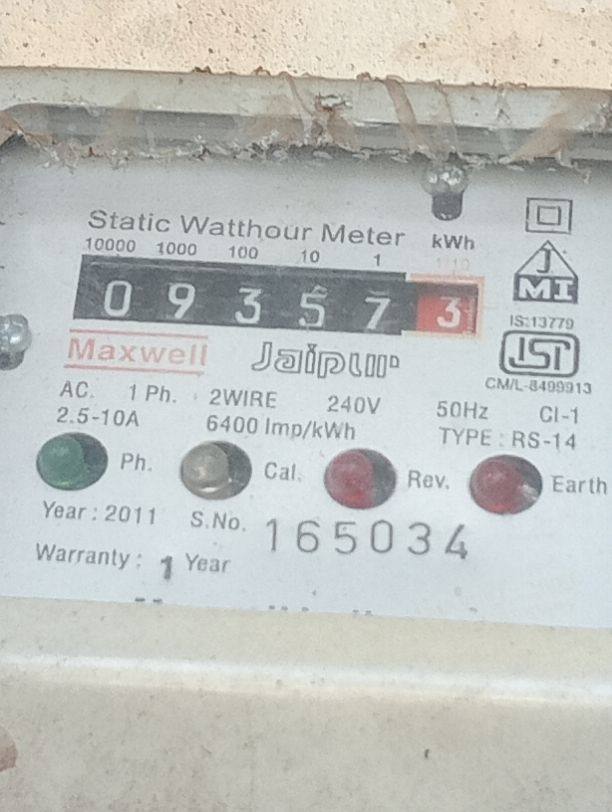 Static Watthour Meter kWh
10000 1000 100 10 1 1/10
0 9 3 5 7 3
J
MI
IS:13779
Maxwell Jaipur
ISI
CM/L-8499913
AC. 1 Ph. 2WIRE 240V 50Hz Cl-1
2.5-10A 6400 Imp/kWh TYPE : RS-14
Ph. Cal. Rev. Earth
Year : 2011 S.No. 165034
Warranty : 1 Year